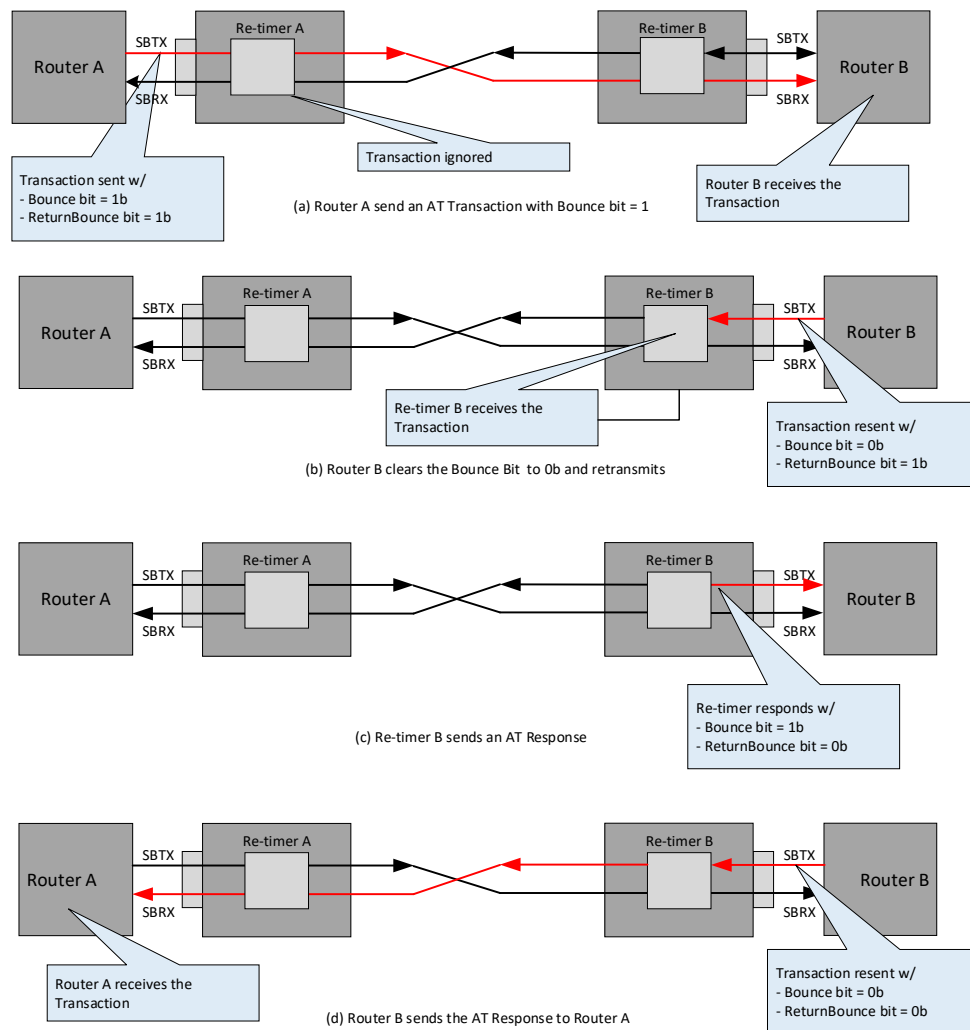 Re-timer A
Re-timer B
SBTX
SBTX
Router A
Router B
SBRX
SBRX
Transaction ignored
Transaction sent w/
- Bounce bit = 1b
- ReturnBounce bit = 1b
Router B receives the
Transaction
(a) Router A send an AT Transaction with Bounce bit = 1
Re-timer A
Re-timer B
SBTX
SBTX
Router A
Router B
SBRX
SBRX
Re-timer B receives the
Transaction
Transaction resent w/
- Bounce bit = 0b
- ReturnBounce bit = 1b
(b) Router B clears the Bounce Bit to 0b and retransmits
Re-timer A
Re-timer B
SBTX
SBTX
Router A
Router B
SBRX
SBRX
Re-timer responds w/
- Bounce bit = 1b
- ReturnBounce bit = 0b
(c) Re-timer B sends an AT Response
Re-timer A
Re-timer B
SBTX
SBTX
Router A
Router B
SBRX
SBRX
Router A receives the
Transaction
Transaction resent w/
- Bounce bit = 0b
- ReturnBounce bit = 0b
(d) Router B sends the AT Response to Router A